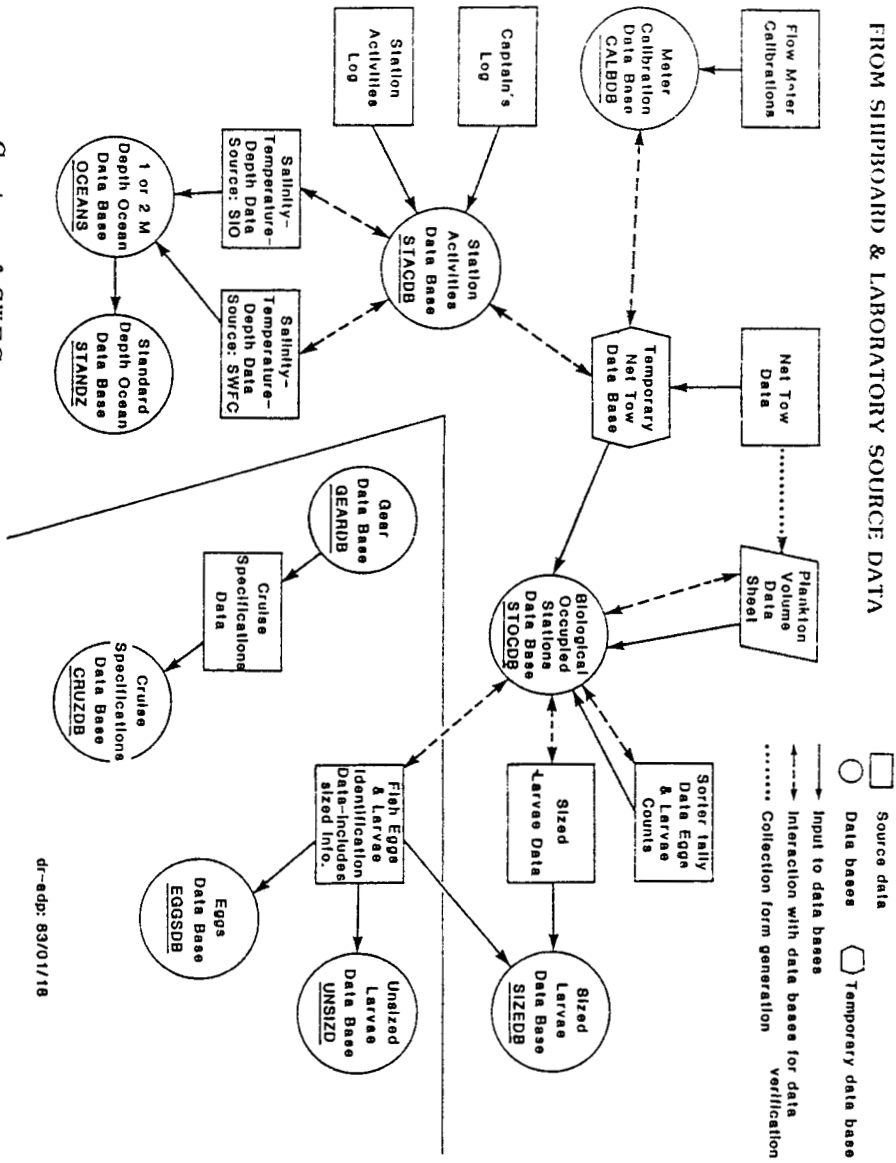 FROM SHIPBOARD & LABORATORY SOURCE DATA
Source data
Data bases
Temporary data base
Input to data bases
Interaction with data bases for data
verification
Collection form generation
Flow Meter
Calibrations
Meter
Calibration
Data Base
CALBDB
Captain's
Log
Station
Activities
Log
Station
Activities
Data Base
STACDB
Salinity-
Temperature-
Depth Data
Source: SIO
Salinity-
Temperature-
Depth Data
Source: SWFC
1 or 2 M
Depth Ocean
Data Base
OCEANS
Standard
Depth Ocean
Data Base
STANDZ
Net Tow
Data
Temporary
Net Tow
Data Base
Plankton
Volume
Data
Sheet
Biological
Occupied
Stations
Data Base
STOCDB
Sorter tally
Data Eggs
& Larvae
Counts
Sized
Larvae Data
Sized
Larvae
Data Base
SIZEDB
Fish Eggs
& Larvae
Identification
Data-Includes
sized Info.
Unsized
Larvae
Data Base
UNSIZD
Eggs
Data Base
EGGSDB
Gear
Data Base
GEARDB
Cruise
Specifications
Data
Cruise
Specifications
Data Base
CRUZDB
dr-edp: 83/01/18